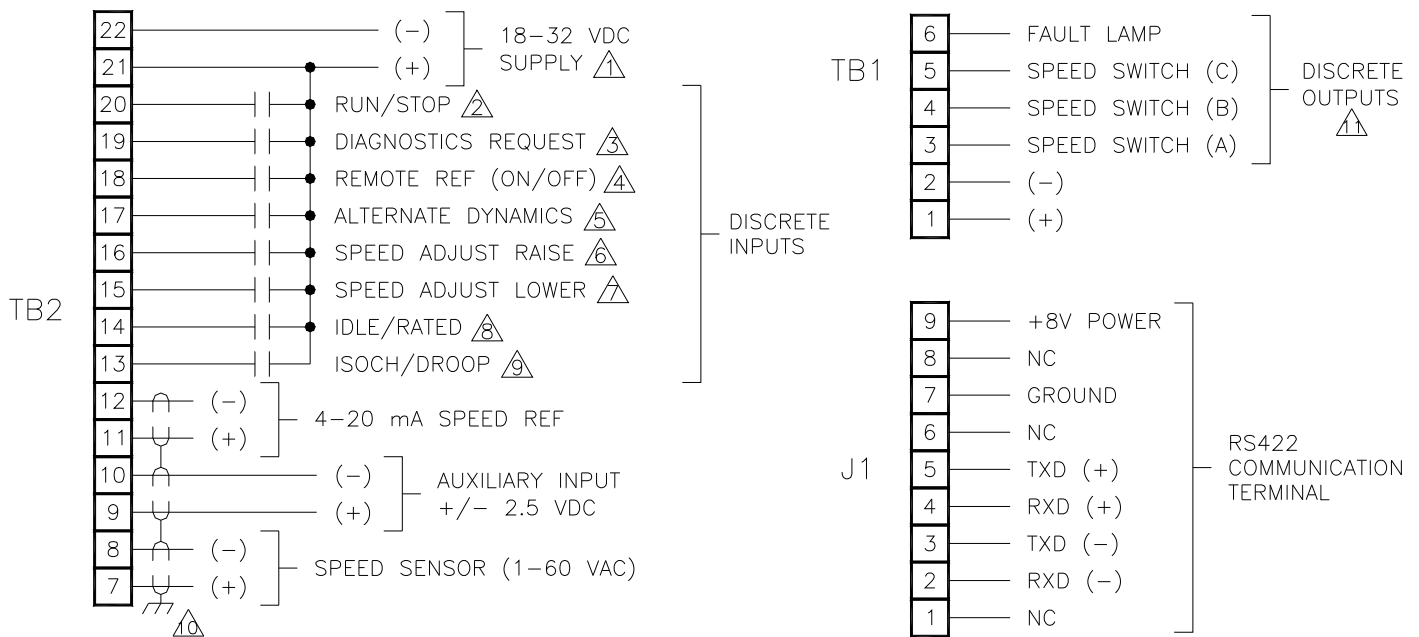 TB2
22 (-)
21 (+)
18-32 VDC
SUPPLY 1
20 RUN/STOP 2
19 DIAGNOSTICS REQUEST 3
18 REMOTE REF (ON/OFF) 4
17 ALTERNATE DYNAMICS 5
16 SPEED ADJUST RAISE 6
15 SPEED ADJUST LOWER 7
14 IDLE/RATED 8
13 ISOCH/DROOP 9
DISCRETE
INPUTS
12 (-)
11 (+)
4-20 mA SPEED REF
10 (-)
9 (+)
AUXILIARY INPUT
+/- 2.5 VDC
8 (-)
7 (+)
SPEED SENSOR (1-60 VAC)
10
TB1
6 FAULT LAMP
5 SPEED SWITCH (C)
4 SPEED SWITCH (B)
3 SPEED SWITCH (A)
2 (-)
1 (+)
DISCRETE
OUTPUTS
11
J1
9 +8V POWER
8 NC
7 GROUND
6 NC
5 TXD (+)
4 RXD (+)
3 TXD (-)
2 RXD (-)
1 NC
RS422
COMMUNICATION
TERMINAL